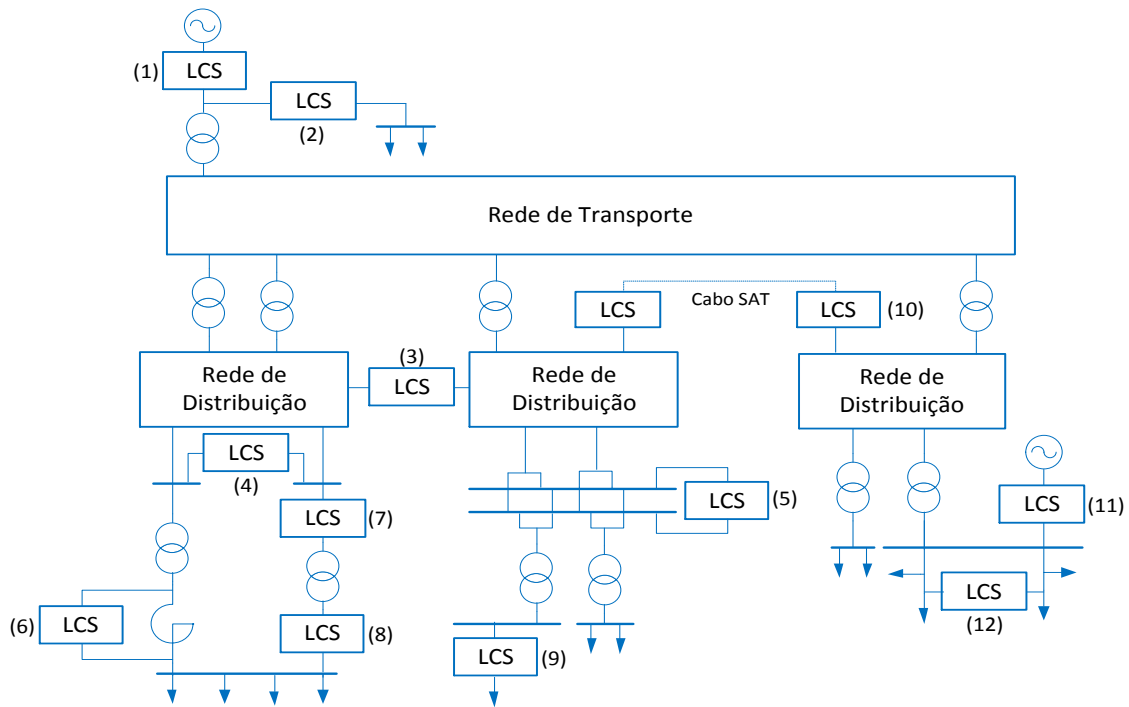 (1)
LCS
LCS
(2)
Rede de Transporte
LCS
Cabo SAT
LCS
(10)
(3)
Rede de
Distribuição
LCS
Rede de
Distribuição
Rede de
Distribuição
LCS
(4)
LCS
(5)
LCS
(7)
LCS
(11)
(6)
LCS
LCS
(8)
LCS
(9)
LCS
(12)